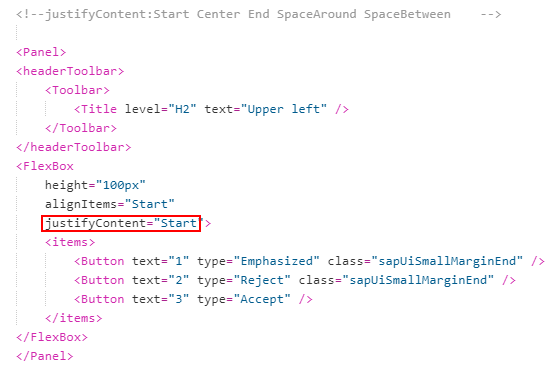 <!--justifyContent:Start Center End SpaceAround SpaceBetween    -->
<Panel>
<headerToolbar>
<Toolbar>
<Title level="H2" text="Upper left" />
</Toolbar>
</headerToolbar>
<FlexBox
height="100px"
alignItems="Start"
justifyContent="Start">
<items>
<Button text="1" type="Emphasized" class="sapUiSmallMarginEnd" />
<Button text="2" type="Reject" class="sapUiSmallMarginEnd" />
<Button text="3" type="Accept" />
</items>
</FlexBox>
</Panel>